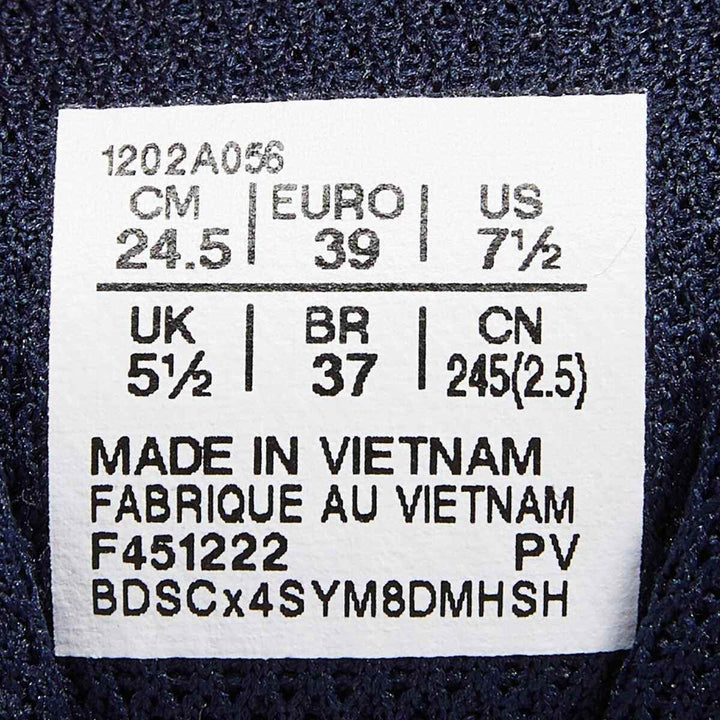 1202A056
CM | EURO | US
24.5 | 39 | 7½
UK | BR | CN
5½ | 37 | 245(2.5)
MADE IN VIETNAM
FABRIQUE AU VIETNAM
F451222 PV
BDSCx4SYM8DMHSH